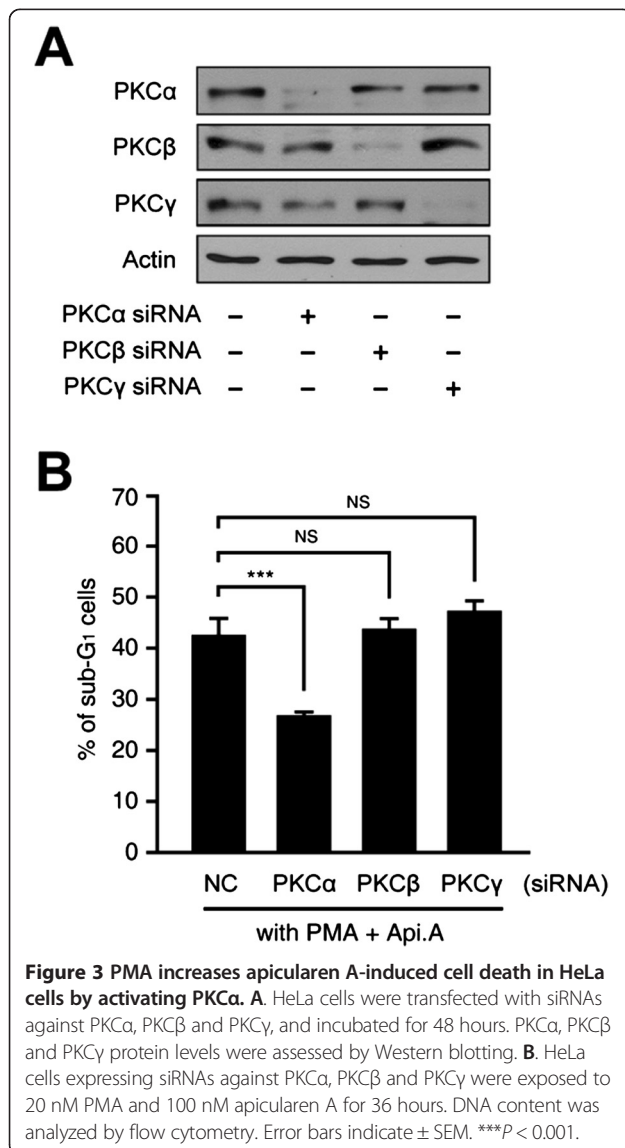 A
PKCα
PKCβ
PKCγ
Actin
PKCα siRNA – + – –
PKCβ siRNA – – + –
PKCγ siRNA – – – +
B
% of sub-G1 cells
70
60
50
40
30
20
10
0
NS
NS
***
NC PKCα PKCβ PKCγ (siRNA)
with PMA + Api.A
Figure 3 PMA increases apicularen A-induced cell death in HeLa
cells by activating PKCα. A. HeLa cells were transfected with siRNAs
against PKCα, PKCβ and PKCγ, and incubated for 48 hours. PKCα, PKCβ
and PKCγ protein levels were assessed by Western blotting. B. HeLa
cells expressing siRNAs against PKCα, PKCβ and PKCγ were exposed to
20 nM PMA and 100 nM apicularen A for 36 hours. DNA content was
analyzed by flow cytometry. Error bars indicate ± SEM. ***P < 0.001.